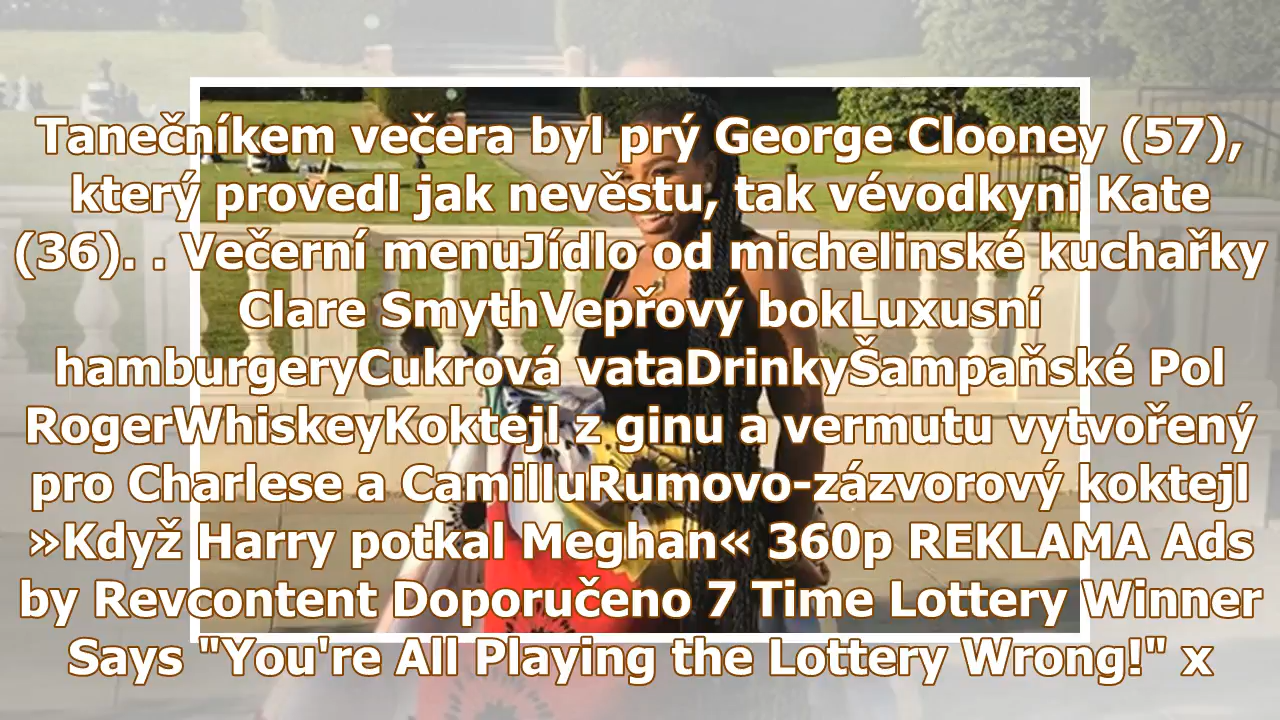 Tanečníkem večera byl prý George Clooney (57),
který provedl jak nevěstu, tak vévodkyni Kate
(36). . Večerní menuJídlo od michelinské kuchařky
Clare SmythVepřový bokLuxusní
hamburgeryCukrová vataDrinkyŠampaňské Pol
RogerWhiskeyKoktejl z ginu a vermutu vytvořený
pro Charlese a CamilluRumovo-zázvorový koktejl
»Když Harry potkal Meghan« 360p REKLAMA Ads
by Revcontent Doporučeno 7 Time Lottery Winner
Says "You're All Playing the Lottery Wrong!" x